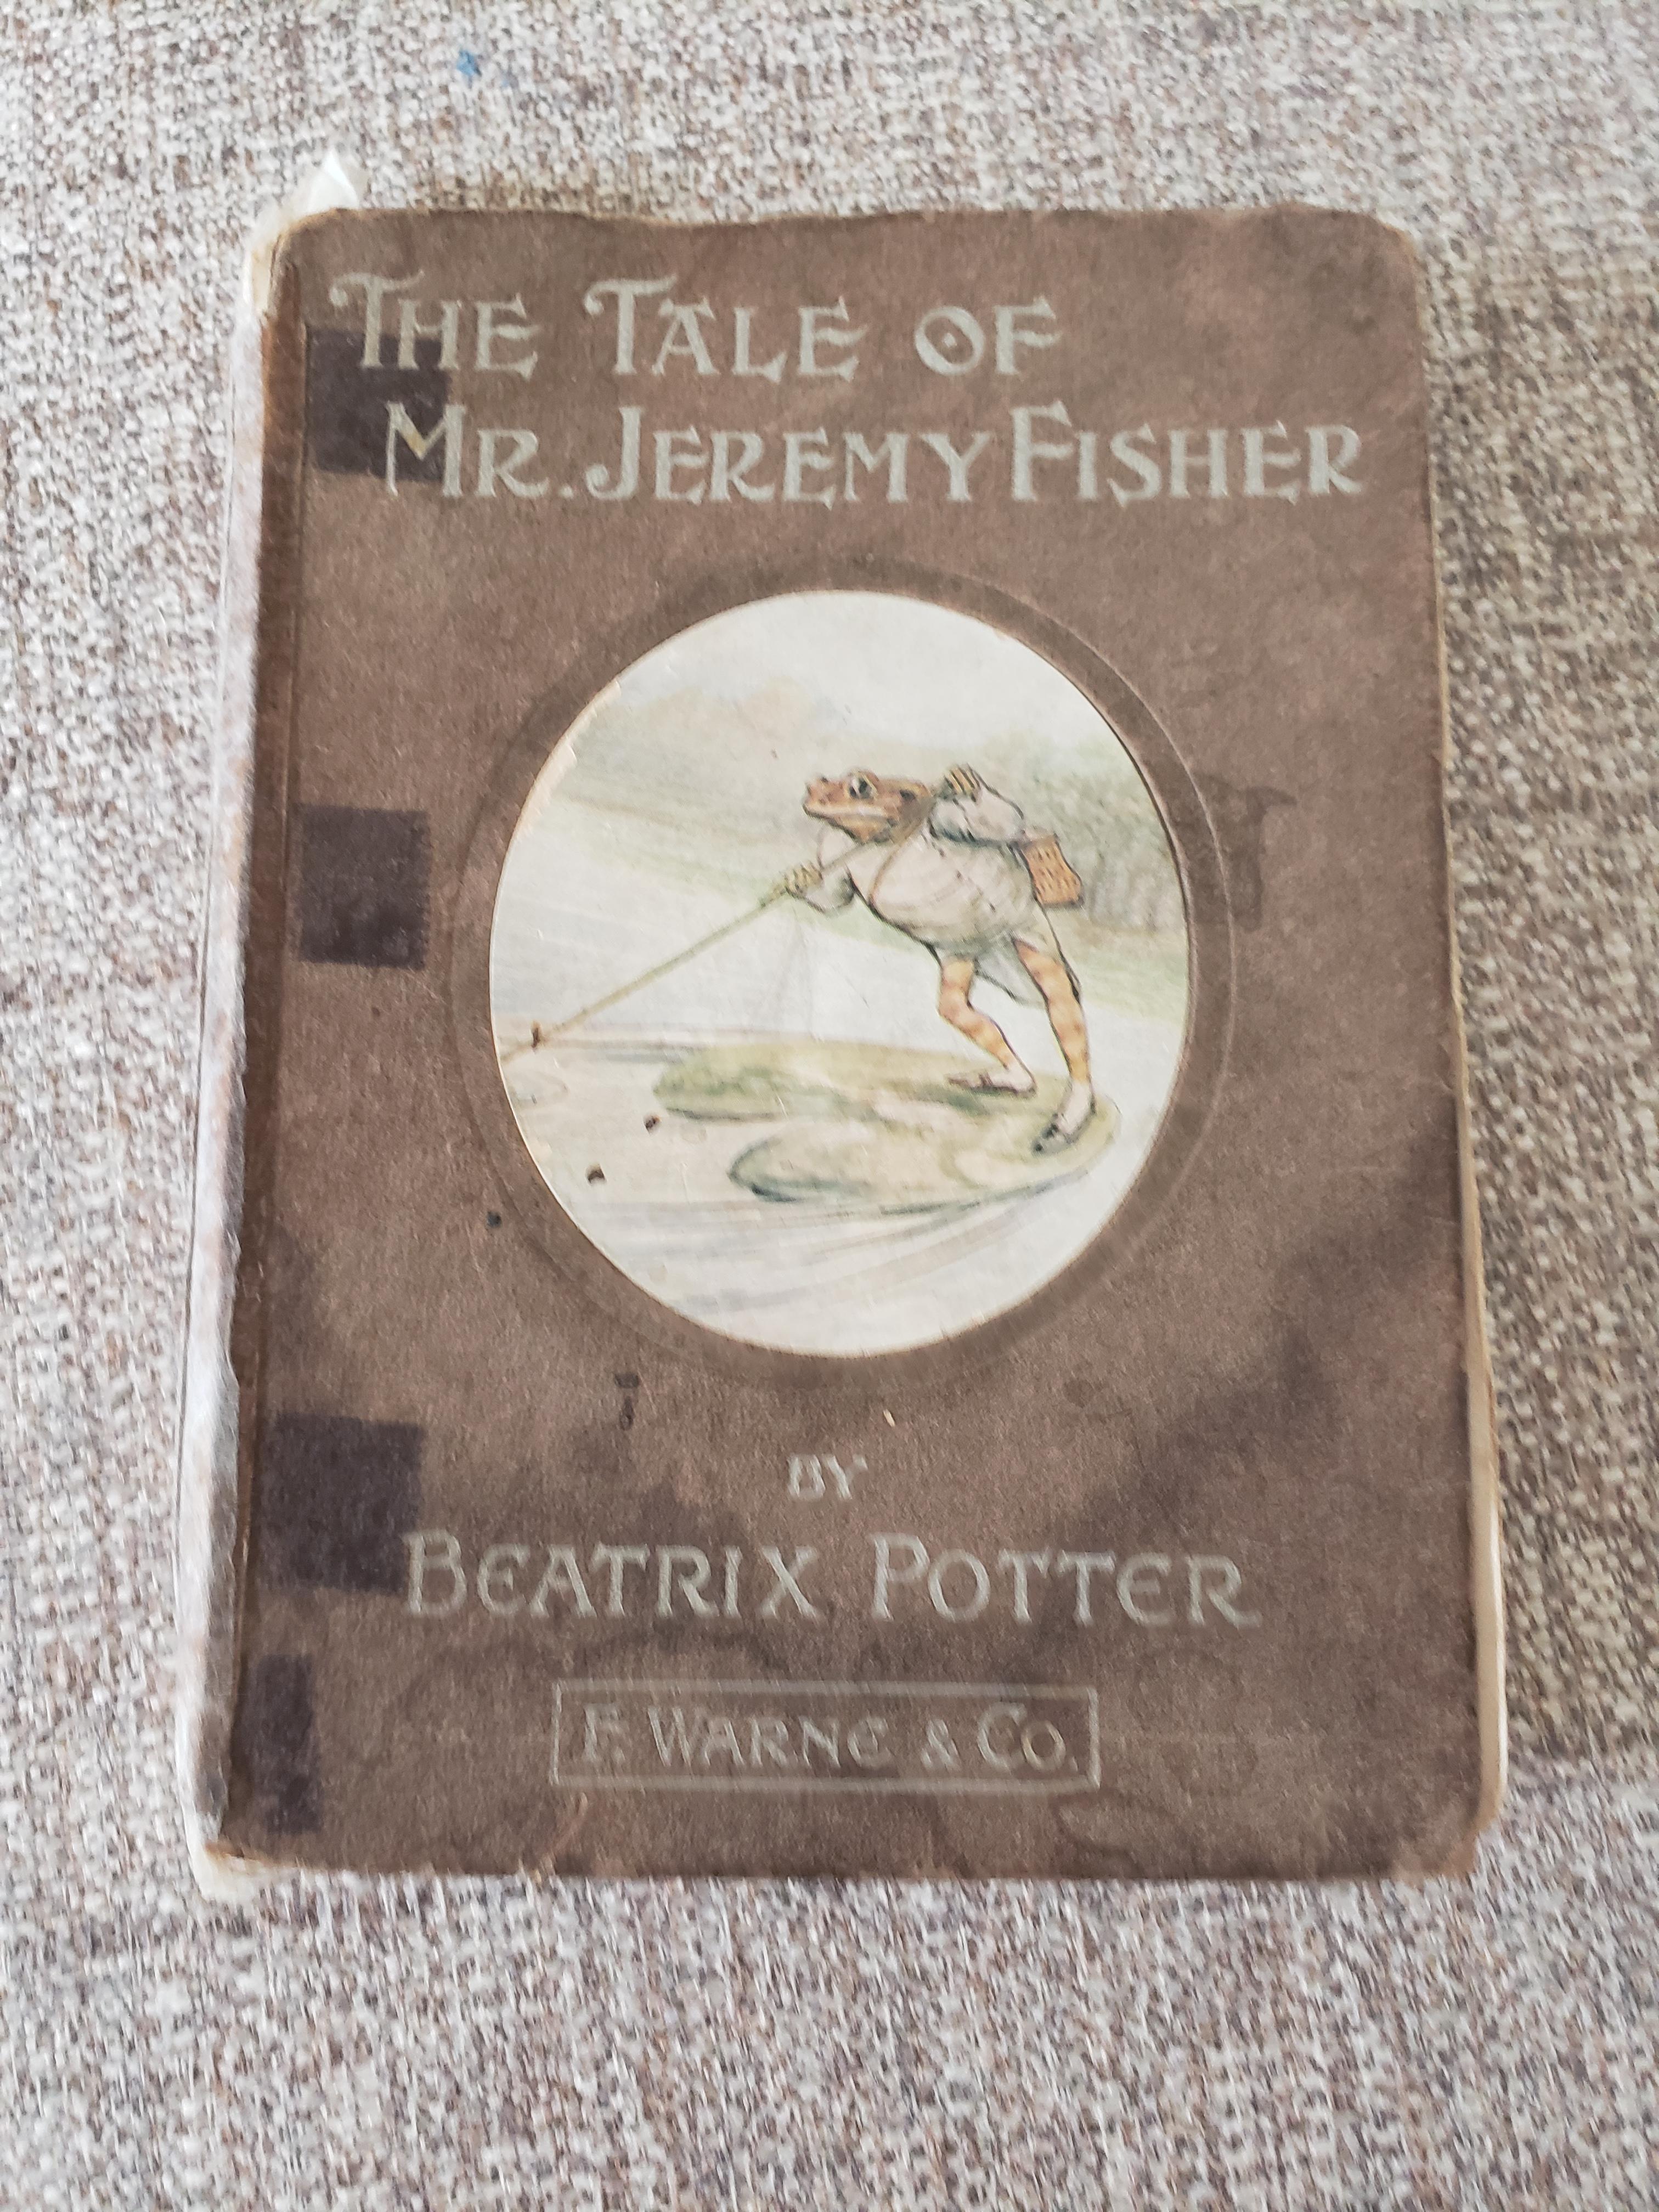 THE TALE OF
MR. JEREMY FISHER
BY
BEATRIX POTTER
F. WARNE & CO.